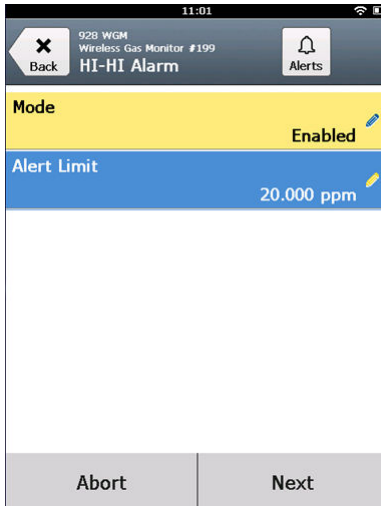 11:01
928 WGM
Wireless Gas Monitor #199
Back
HI-HI Alarm
Alerts
Mode
Enabled
Alert Limit
20.000 ppm
Abort
Next